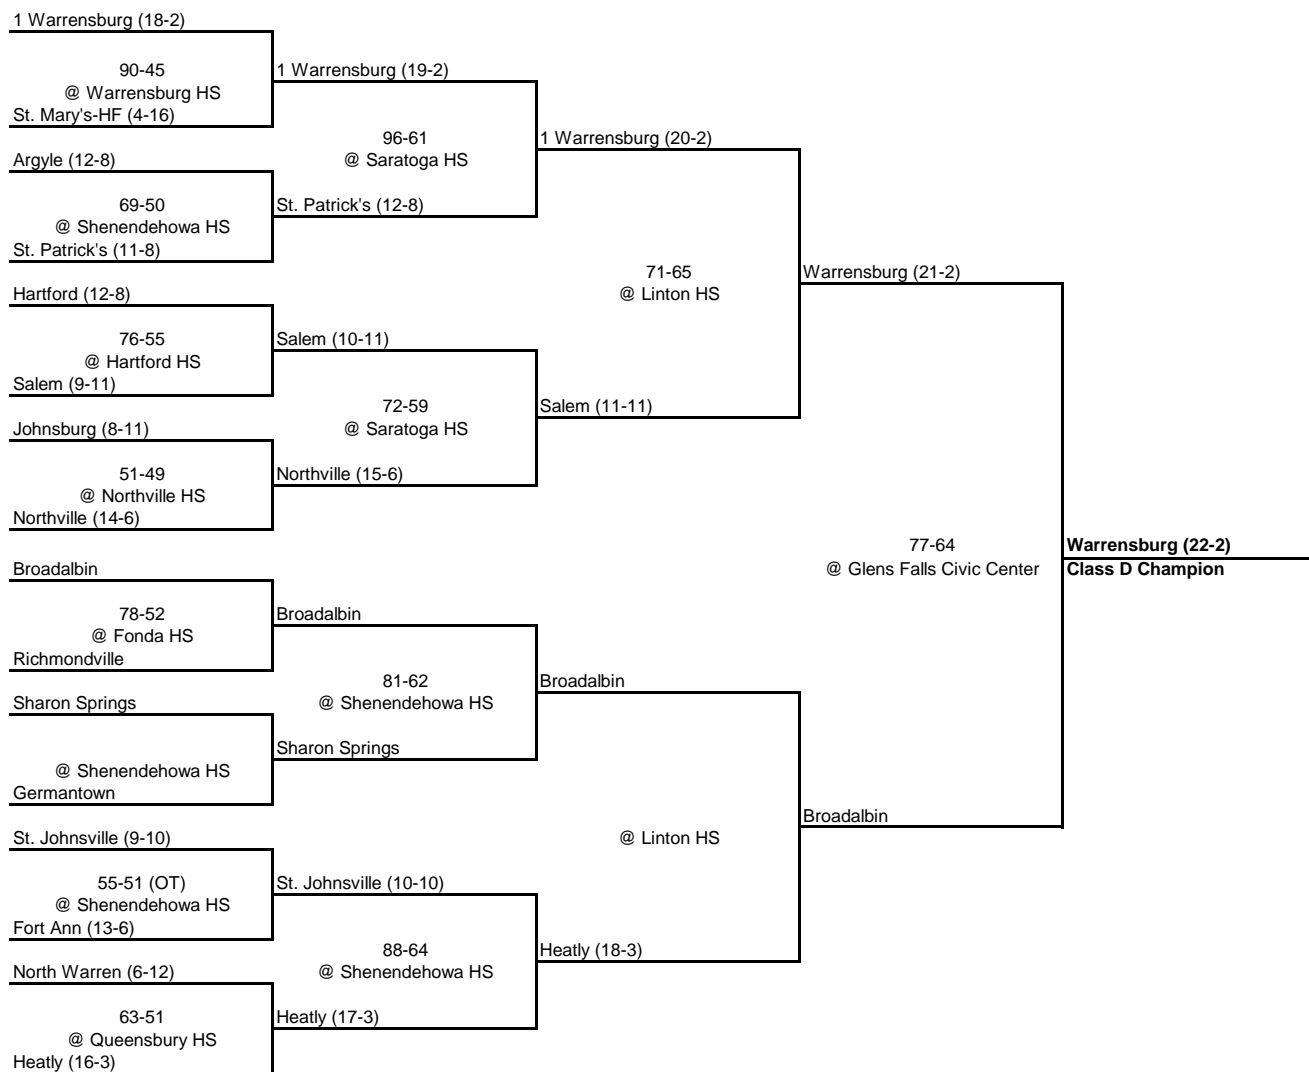 1 Warrensburg (18-2)
90-45
@ Warrensburg HS
St. Mary's-HF (4-16)
Argyle (12-8)
69-50
@ Shenendehowa HS
St. Patrick's (11-8)
Hartford (12-8)
76-55
@ Hartford HS
Salem (9-11)
Johnsburg (8-11)
51-49
@ Northville HS
Northville (14-6)
Broadalbin
78-52
@ Fonda HS
Richmondville
Sharon Springs
@ Shenendehowa HS
Germantown
St. Johnsville (9-10)
55-51 (OT)
@ Shenendehowa HS
Fort Ann (13-6)
North Warren (6-12)
63-51
@ Queensbury HS
Heatly (16-3)
1 Warrensburg (19-2)
96-61
@ Saratoga HS
St. Patrick's (12-8)
Salem (10-11)
72-59
@ Saratoga HS
Northville (15-6)
Broadalbin
81-62
@ Shenendehowa HS
Sharon Springs
St. Johnsville (10-10)
88-64
@ Shenendehowa HS
Heatly (17-3)
1 Warrensburg (20-2)
71-65
@ Linton HS
Salem (11-11)
Broadalbin
@ Linton HS
Heatly (18-3)
Warrensburg (21-2)
77-64
@ Glens Falls Civic Center
Broadalbin
Warrensburg (22-2)
Class D Champion